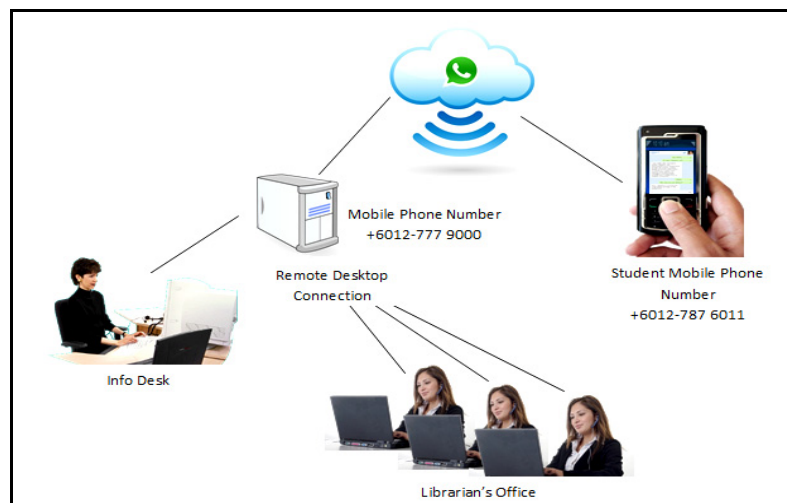 Mobile Phone Number
+6012-777 9000
Remote Desktop
Connection
Student Mobile Phone
Number
+6012-787 6011
Info Desk
Librarian's Office